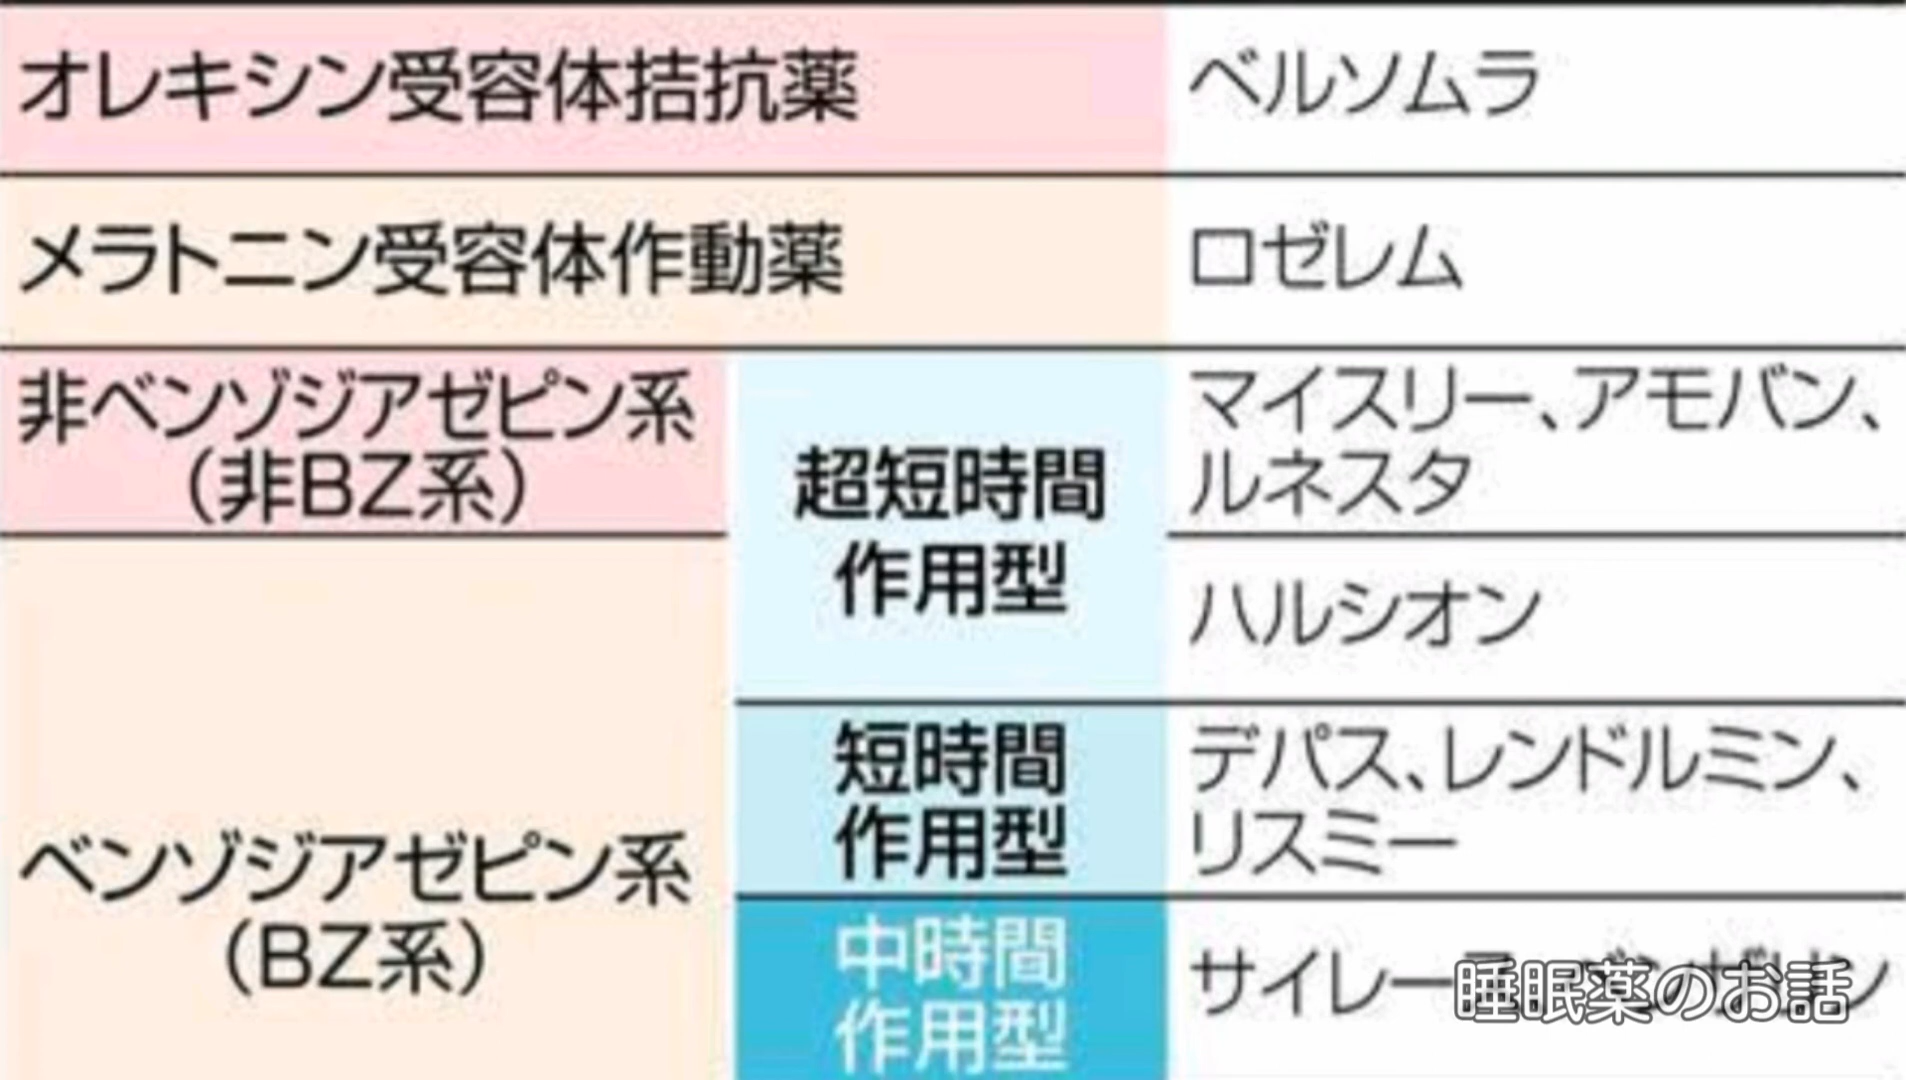 オレキシン受容体拮抗薬
ベルソムラ
メラトニン受容体作動薬
ロゼレム
非ベンゾジアゼピン系
（非BZ系）
超短時間
作用型
マイスリー、アモバン、
ルネスタ
ハルシオン
ベンゾジアゼピン系
（BZ系）
短時間
作用型
デパス、レンドルミン、
リスミー
中時間
作用型
サイレー
睡眠薬のお話